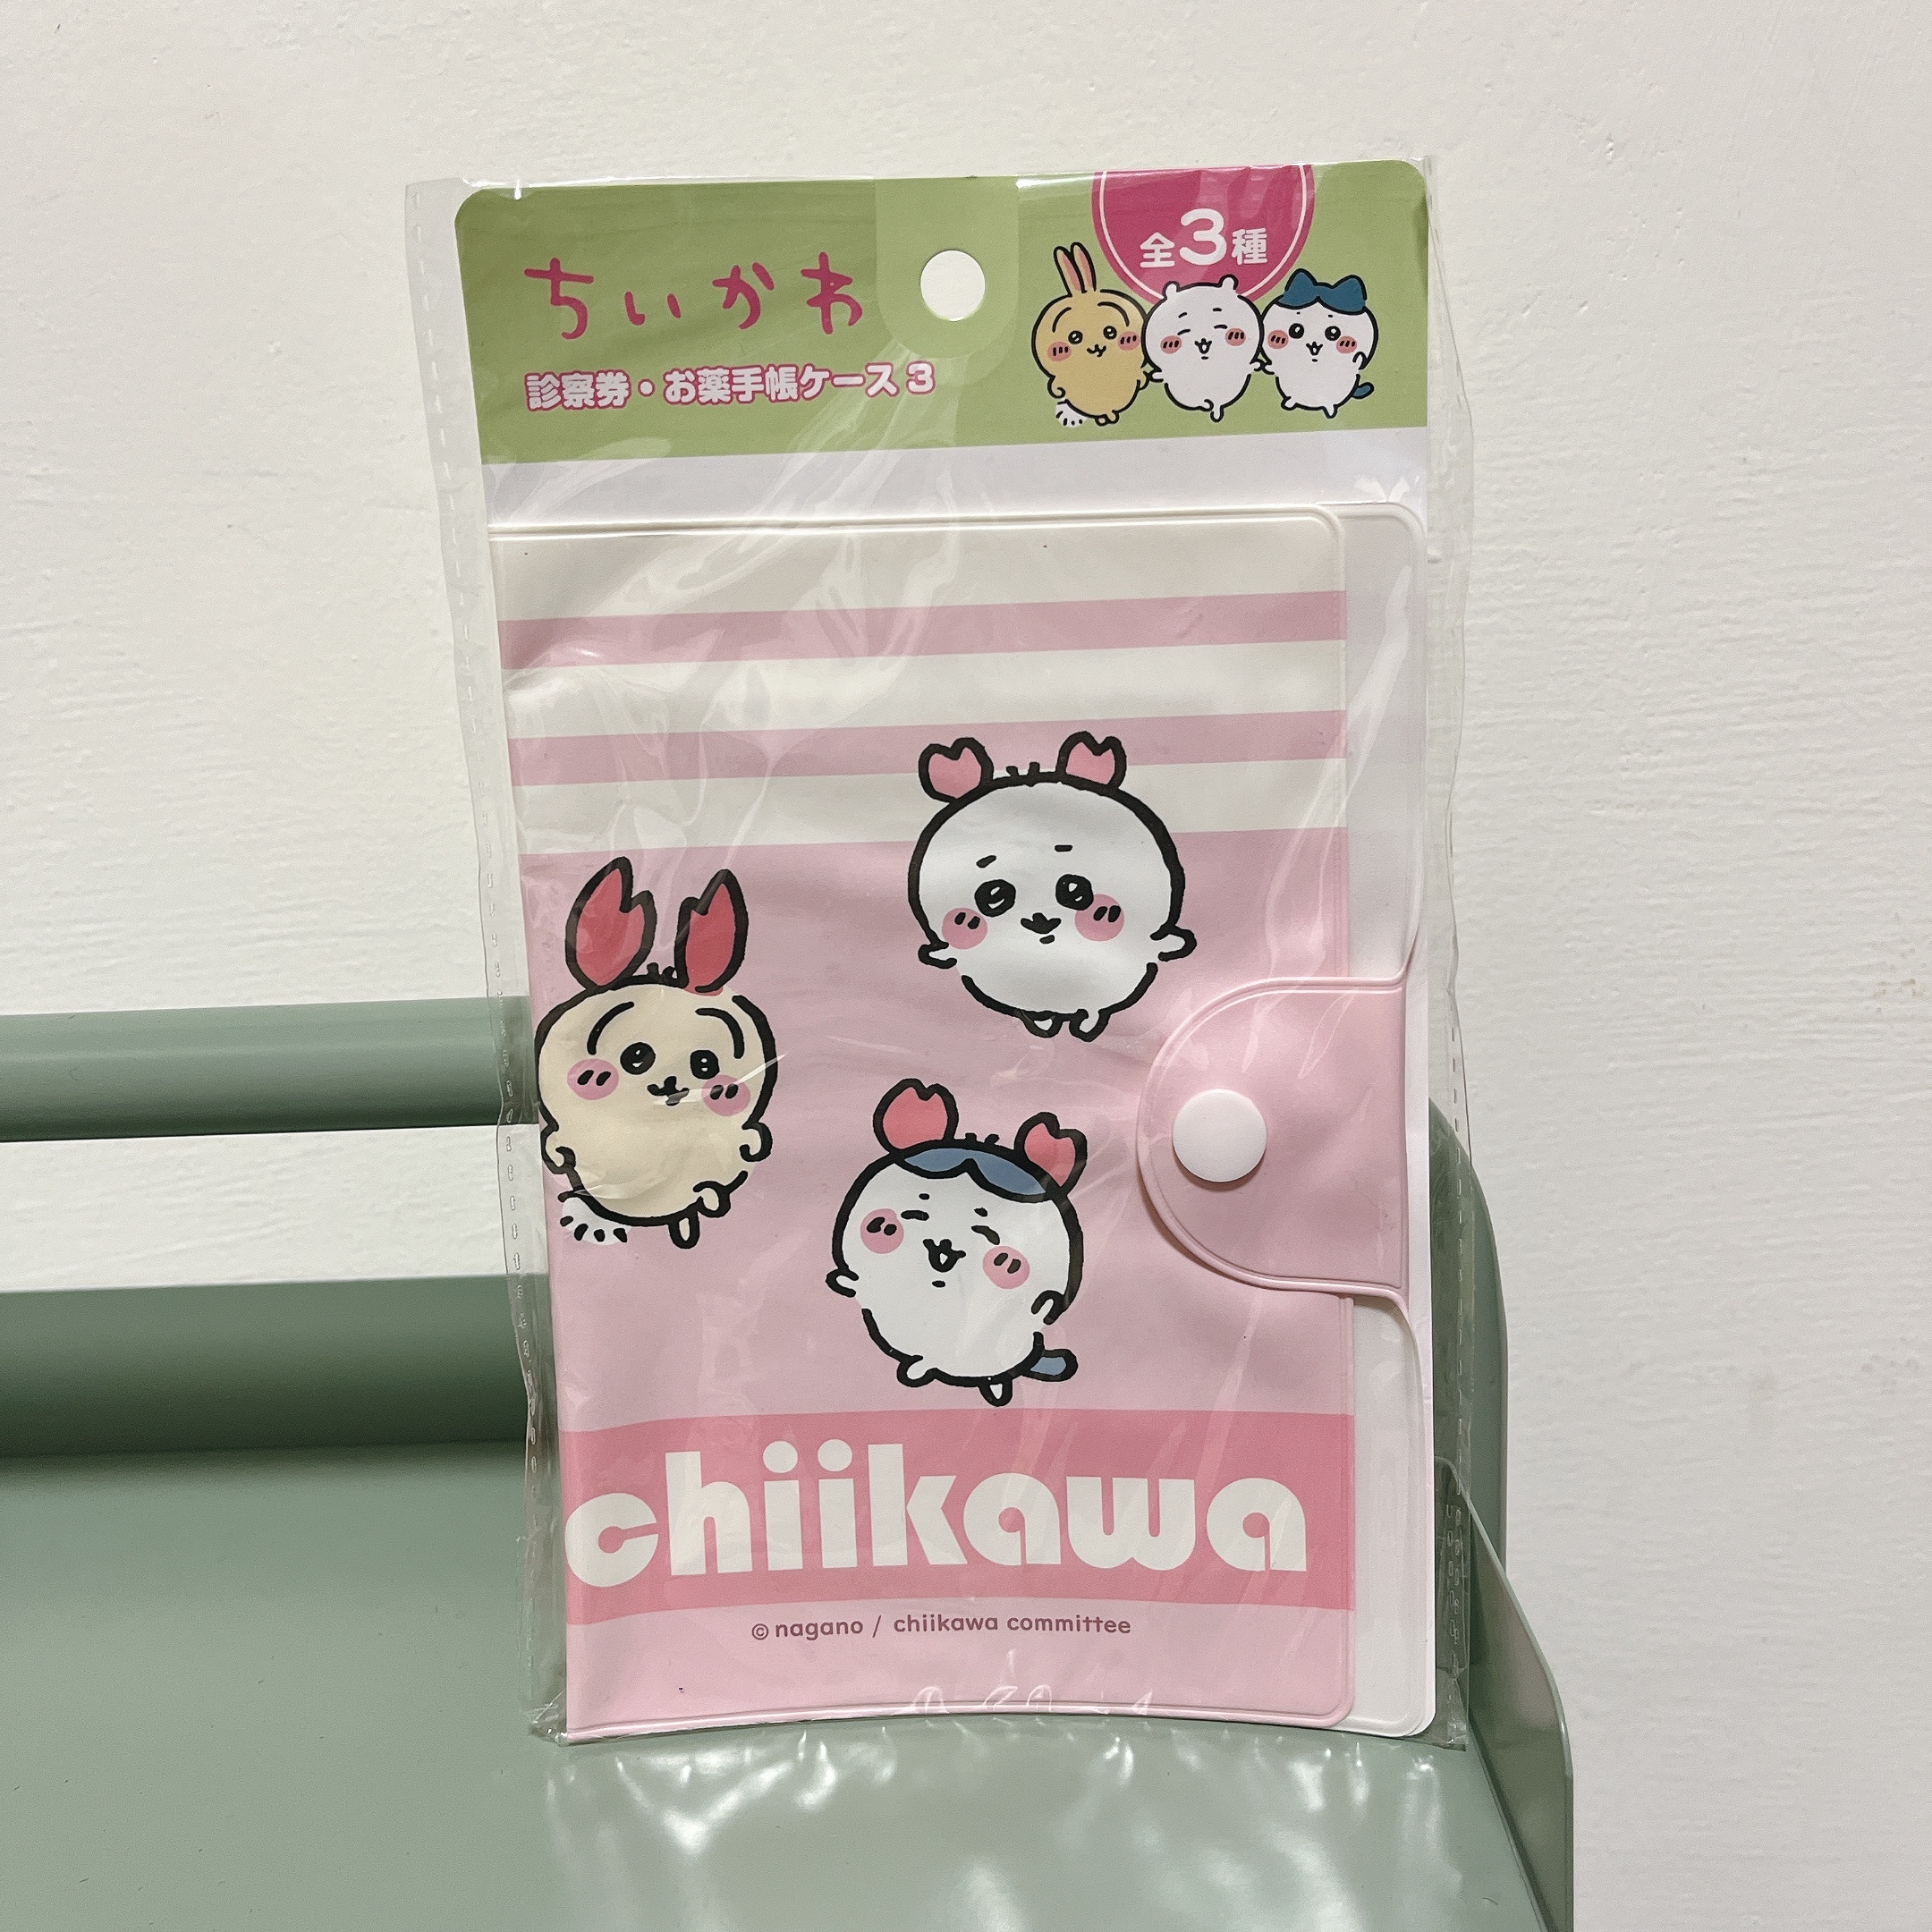 全3種
ちいかわ
診察券・お薬手帳ケース 3
chiikawa
© nagano / chiikawa committee